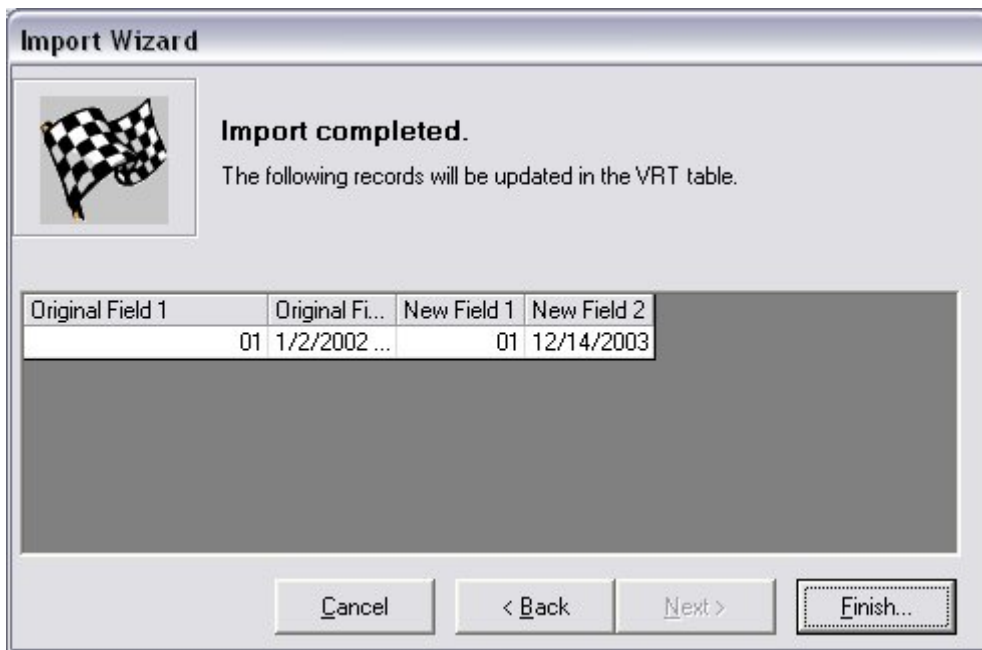 Import Wizard
Import completed.
The following records will be updated in the VRT table.
Original Field 1 Original Fi... New Field 1 New Field 2
01 1/2/2002 ... 01 12/14/2003
Cancel < Back Next > Finish...